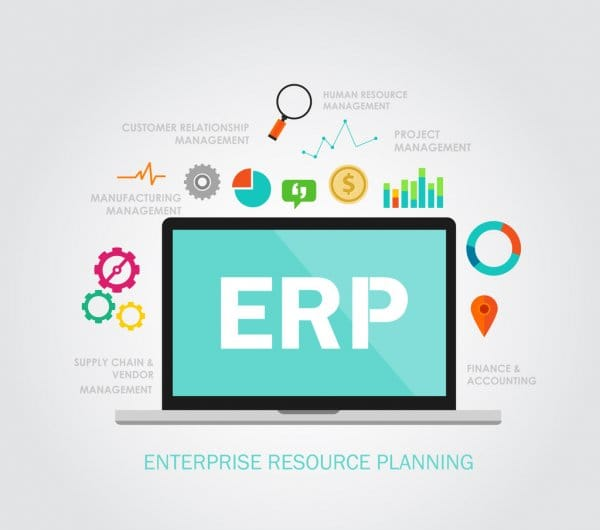 HUMAN RESOURCE
MANAGEMENT
CUSTOMER RELATIONSHIP
MANAGEMENT
PROJECT
MANAGEMENT
MANUFACTURING
MANAGEMENT
$
ERP
SUPPLY CHAIN &
VENDOR
MANAGEMENT
FINANCE &
ACCOUNTING
ENTERPRISE RESOURCE PLANNING